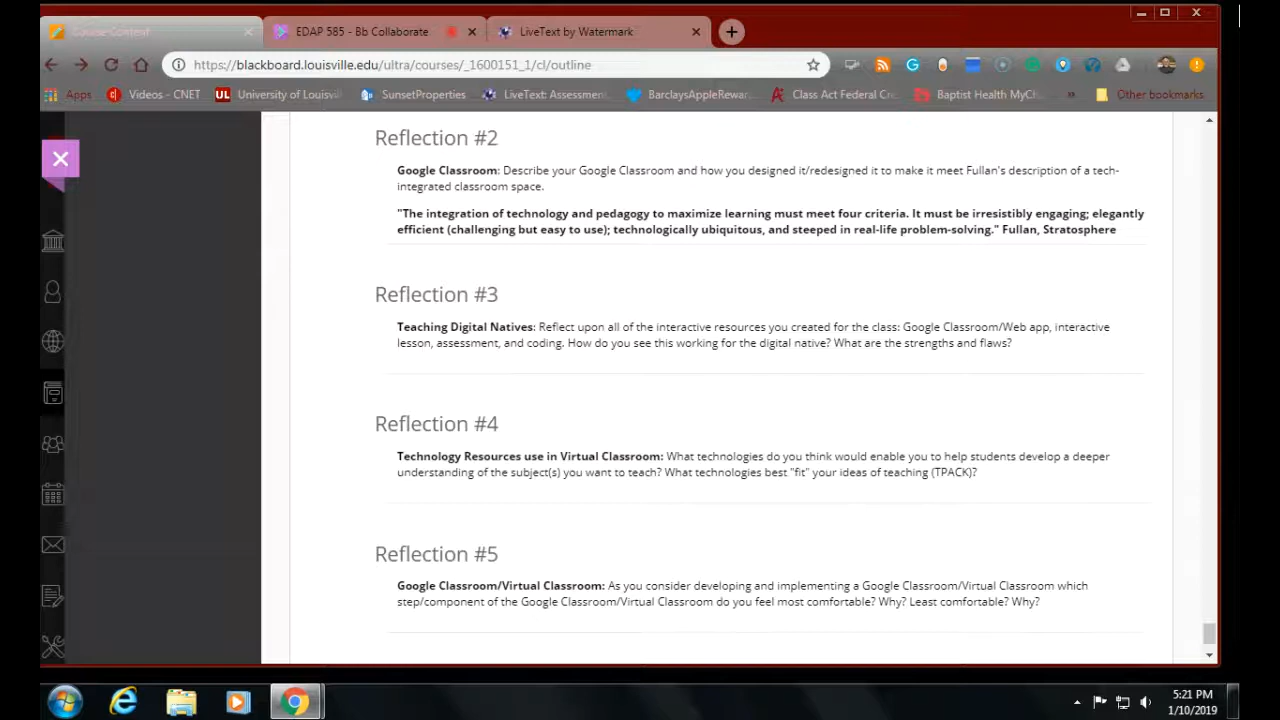 Course Content
EDAP 585 - Bb Collaborate
LiveText by Watermark
https://blackboard.louisville.edu/ultra/courses/_1600151_1/cl/outline
Apps
Videos - CNET
University of Louisvil
SunsetProperties
LiveText: Assessmen
BarclaysAppleRewar
Class Act Federal Cre
Baptist Health MyCh
»
Other bookmarks
Reflection #2
Google Classroom: Describe your Google Classroom and how you designed it/redesigned it to make it meet Fullan's description of a tech-
integrated classroom space.
"The integration of technology and pedagogy to maximize learning must meet four criteria. It must be irresistibly engaging; elegantly
efficient (challenging but easy to use); technologically ubiquitous, and steeped in real-life problem-solving." Fullan, Stratosphere
Reflection #3
Teaching Digital Natives: Reflect upon all of the interactive resources you created for the class: Google Classroom/Web app, interactive
lesson, assessment, and coding. How do you see this working for the digital native? What are the strengths and flaws?
Reflection #4
Technology Resources use in Virtual Classroom: What technologies do you think would enable you to help students develop a deeper
understanding of the subject(s) you want to teach? What technologies best "fit" your ideas of teaching (TPACK)?
Reflection #5
Google Classroom/Virtual Classroom: As you consider developing and implementing a Google Classroom/Virtual Classroom which
step/component of the Google Classroom/Virtual Classroom do you feel most comfortable? Why? Least comfortable? Why?
5:21 PM
1/10/2019